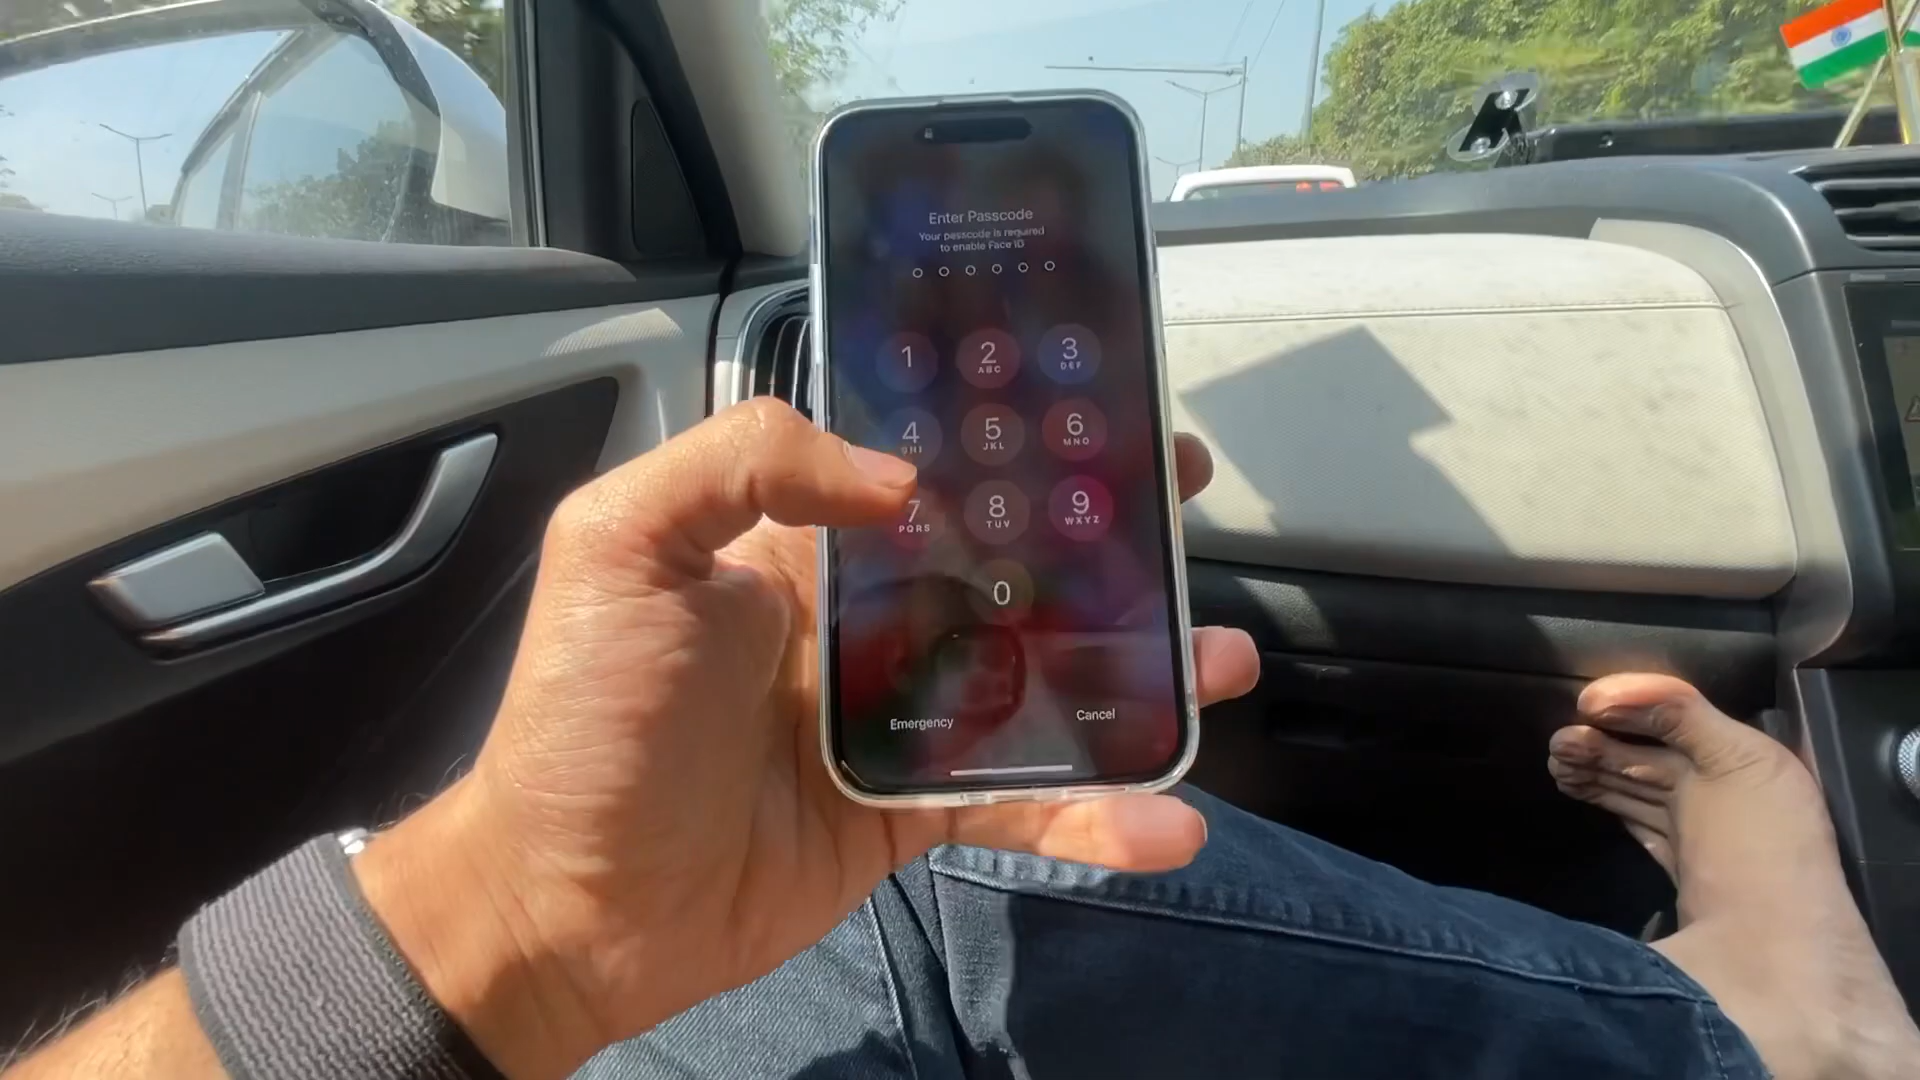 Enter Passcode
Your passcode is required
to enable Face ID
1
2
ABC
3
DEF
4
GHI
5
JKL
6
MNO
7
PQRS
8
TUV
9
WXYZ
0
Emergency
Cancel